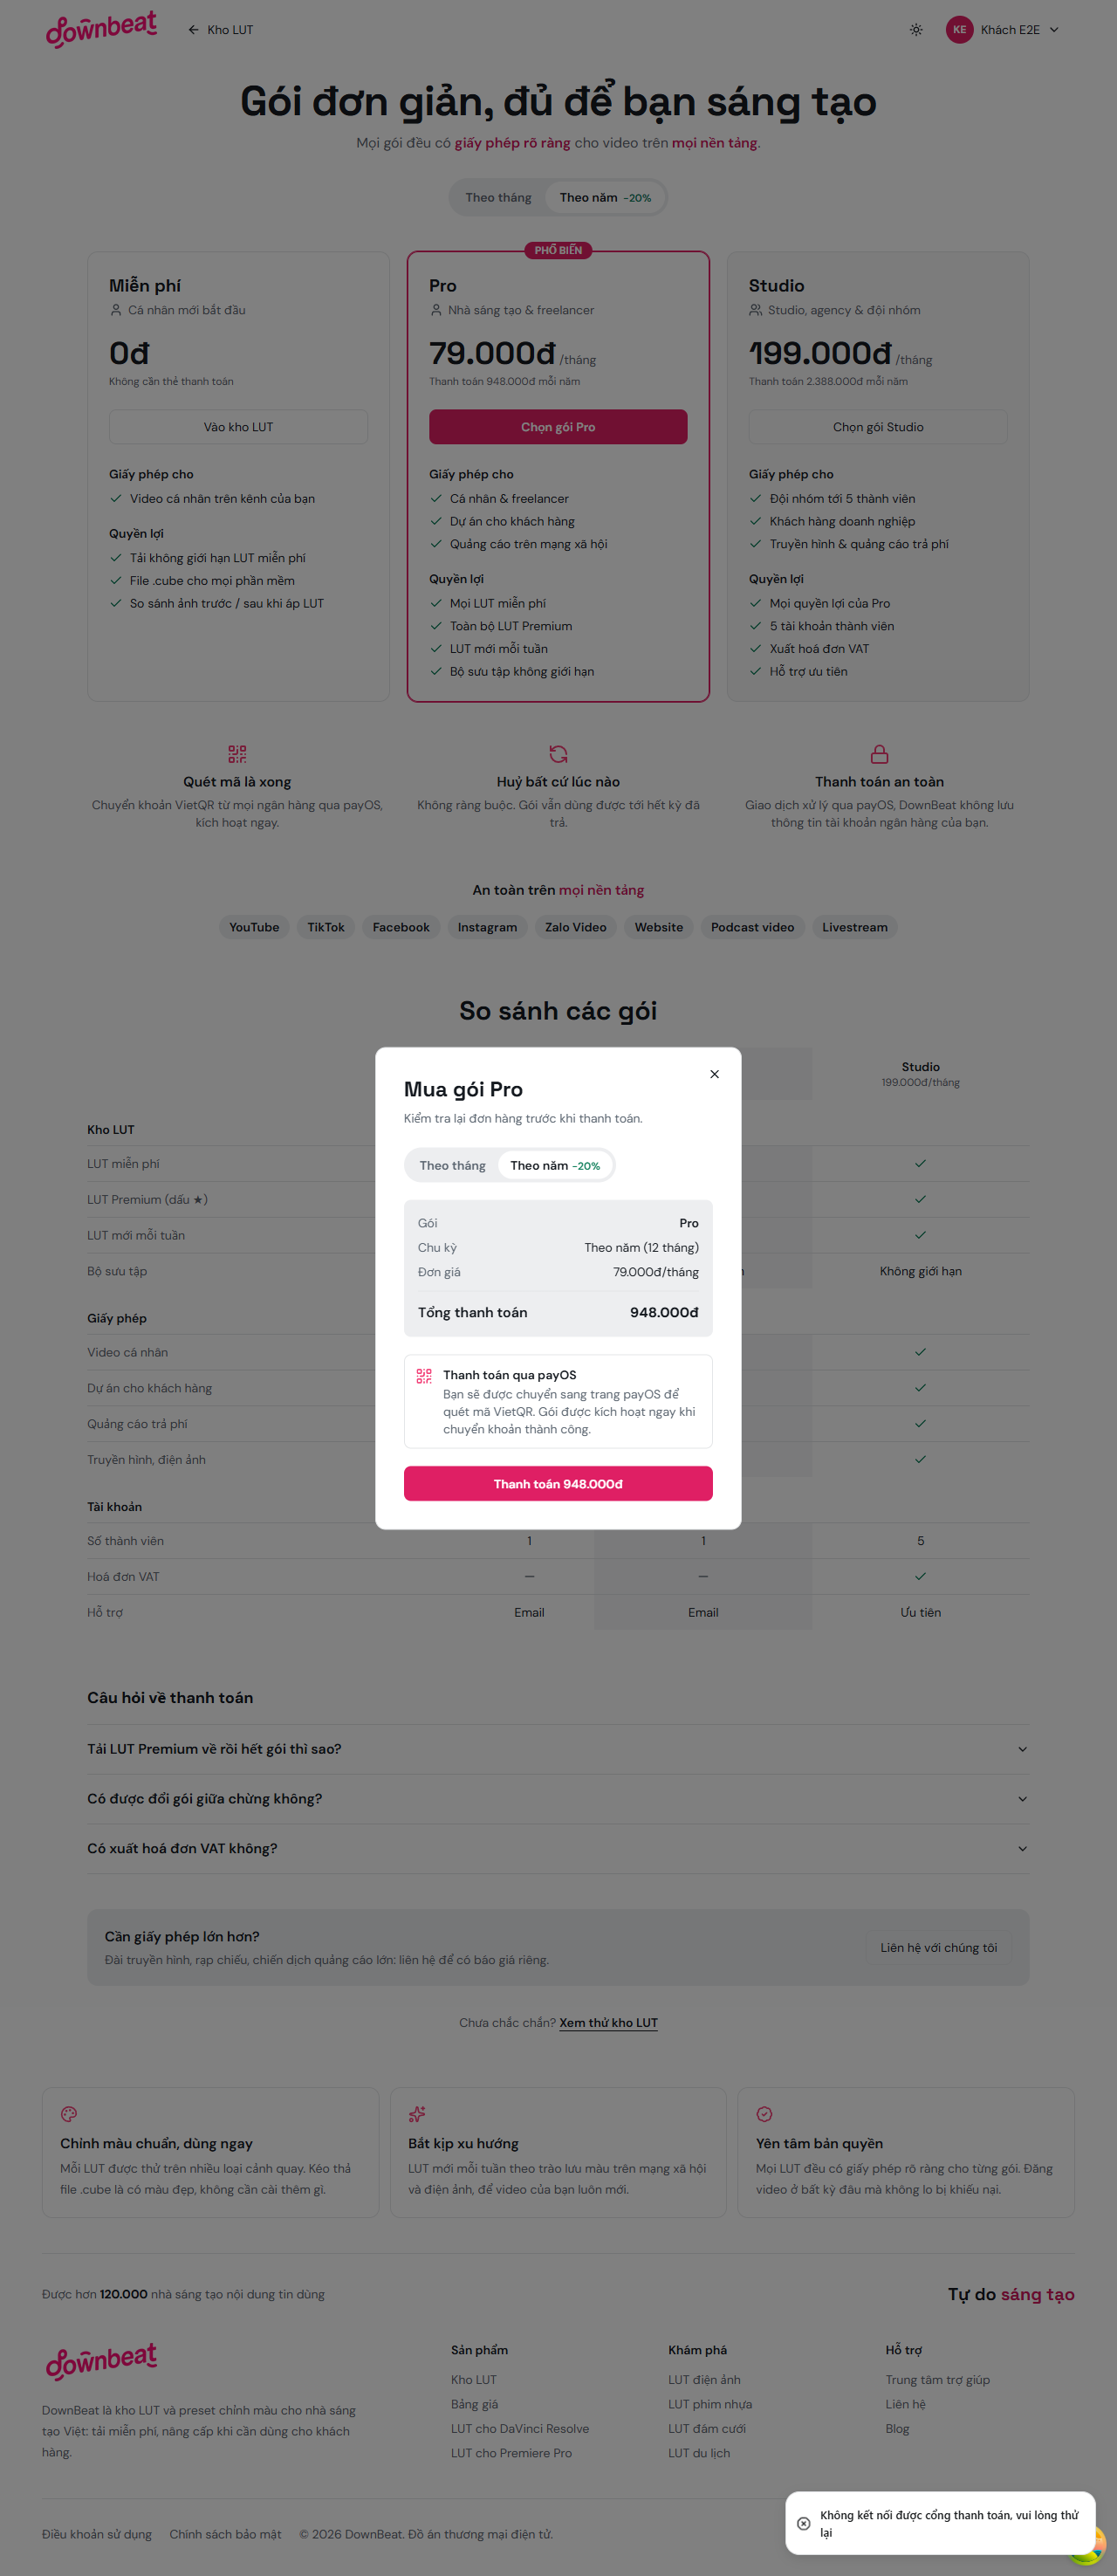 downbeat
Kho LUT
KE
Khách E2E
Gói đơn giản, đủ để bạn sáng tạo
Mọi gói đều có giấy phép rõ ràng cho video trên mọi nền tảng.
Theo tháng
Theo năm -20%
PHỔ BIẾN
Miễn phí
Cá nhân mới bắt đầu
0đ
Không cần thẻ thanh toán
Vào kho LUT
Giấy phép cho
Video cá nhân trên kênh của bạn
Quyền lợi
Tải không giới hạn LUT miễn phí
File .cube cho mọi phần mềm
So sánh ảnh trước / sau khi áp LUT
Pro
Nhà sáng tạo & freelancer
79.000đ /tháng
Thanh toán 948.000đ mỗi năm
Chọn gói Pro
Giấy phép cho
Cá nhân & freelancer
Dự án cho khách hàng
Quảng cáo trên mạng xã hội
Quyền lợi
Mọi LUT miễn phí
Toàn bộ LUT Premium
LUT mới mỗi tuần
Bộ sưu tập không giới hạn
Studio
Studio, agency & đội nhóm
199.000đ /tháng
Thanh toán 2.388.000đ mỗi năm
Chọn gói Studio
Giấy phép cho
Đội nhóm tới 5 thành viên
Khách hàng doanh nghiệp
Truyền hình & quảng cáo trả phí
Quyền lợi
Mọi quyền lợi của Pro
5 tài khoản thành viên
Xuất hoá đơn VAT
Hỗ trợ ưu tiên
Quét mã là xong
Chuyển khoản VietQR từ mọi ngân hàng qua payOS,
kích hoạt ngay.
Huỷ bất cứ lúc nào
Không ràng buộc. Gói vẫn dùng được tới hết kỳ đã
trả.
Thanh toán an toàn
Giao dịch xử lý qua payOS, DownBeat không lưu
thông tin tài khoản ngân hàng của bạn.
An toàn trên mọi nền tảng
YouTube
TikTok
Facebook
Instagram
Zalo Video
Website
Podcast video
Livestream
So sánh các gói
Studio
199.000đ/tháng
Kho LUT
LUT miễn phí
LUT Premium (dấu ★)
LUT mới mỗi tuần
Bộ sưu tập
Không giới hạn
Giấy phép
Video cá nhân
Dự án cho khách hàng
Quảng cáo trả phí
Truyền hình, điện ảnh
Tài khoản
Số thành viên
1
1
5
Hoá đơn VAT
—
—
Hỗ trợ
Email
Email
Ưu tiên
Mua gói Pro
Kiểm tra lại đơn hàng trước khi thanh toán.
Theo tháng
Theo năm -20%
Gói
Pro
Chu kỳ
Theo năm (12 tháng)
Đơn giá
79.000đ/tháng
Tổng thanh toán
948.000đ
Thanh toán qua payOS
Bạn sẽ được chuyển sang trang payOS để
quét mã VietQR. Gói được kích hoạt ngay khi
chuyển khoản thành công.
Thanh toán 948.000đ
Câu hỏi về thanh toán
Tải LUT Premium về rồi hết gói thì sao?
Có được đổi gói giữa chừng không?
Có xuất hoá đơn VAT không?
Cần giấy phép lớn hơn?
Đài truyền hình, rạp chiếu, chiến dịch quảng cáo lớn: liên hệ để có báo giá riêng.
Liên hệ với chúng tôi
Chưa chắc chắn? Xem thử kho LUT
Chỉnh màu chuẩn, dùng ngay
Mỗi LUT được thử trên nhiều loại cảnh quay. Kéo thả
file .cube là có màu đẹp, không cần cài thêm gì.
Bắt kịp xu hướng
LUT mới mỗi tuần theo trào lưu màu trên mạng xã hội
và điện ảnh, để video của bạn luôn mới.
Yên tâm bản quyền
Mọi LUT đều có giấy phép rõ ràng cho từng gói. Đăng
video ở bất kỳ đâu mà không lo bị khiếu nại.
Được hơn 120.000 nhà sáng tạo nội dung tin dùng
Tự do sáng tạo
downbeat
DownBeat là kho LUT và preset chỉnh màu cho nhà sáng
tạo Việt: tải miễn phí, nâng cấp khi cần dùng cho khách
hàng.
Sản phẩm
Kho LUT
Bảng giá
LUT cho DaVinci Resolve
LUT cho Premiere Pro
Khám phá
LUT điện ảnh
LUT phim nhựa
LUT đám cưới
LUT du lịch
Hỗ trợ
Trung tâm trợ giúp
Liên hệ
Blog
Điều khoản sử dụng
Chính sách bảo mật
© 2026 DownBeat. Đồ án thương mại điện tử.
Không kết nối được cổng thanh toán, vui lòng thử
lại